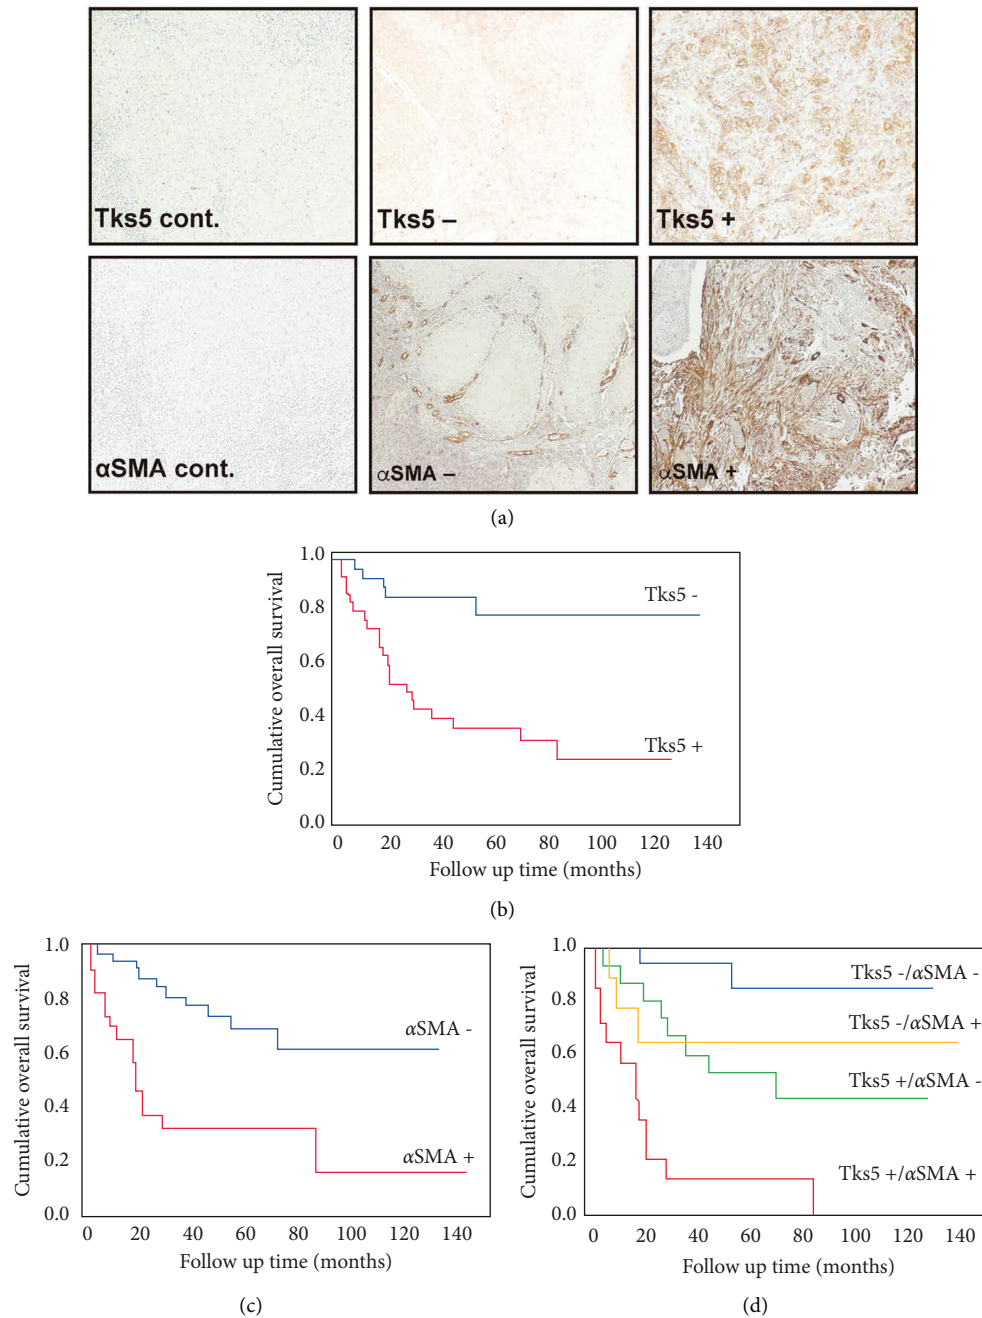 Tks5 cont.
Tks5 –
Tks5 +
αSMA cont.
αSMA –
αSMA +
(a)
Cumulative overall survival
1.0
0.8
0.6
0.4
0.2
0.0
Tks5 -
Tks5 +
0 20 40 60 80 100 120 140
Follow up time (months)
(b)
Cumulative overall survival
1.0
0.8
0.6
0.4
0.2
0.0
αSMA -
αSMA +
0 20 40 60 80 100 120 140
Follow up time (months)
(c)
Cumulative overall survival
1.0
0.8
0.6
0.4
0.2
0.0
Tks5 -/αSMA -
Tks5 -/αSMA +
Tks5 +/αSMA -
Tks5 +/αSMA +
0 20 40 60 80 100 120 140
Follow up time (months)
(d)